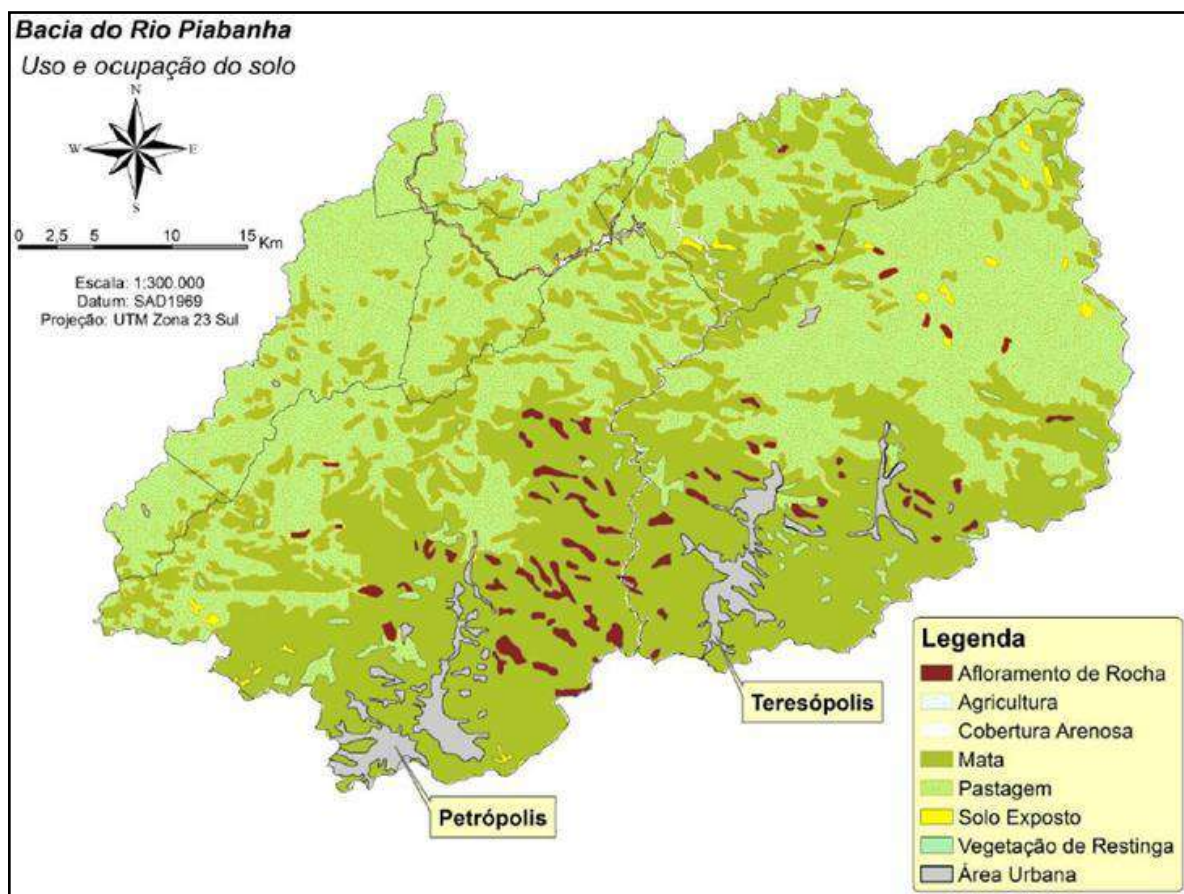 Bacia do Rio Piabanha
Uso e ocupação do solo
N
W E
S
0 2,5 5 10 15 Km
Escala: 1:300.000
Datum: SAD1969
Projeção: UTM Zona 23 Sul
Teresópolis
Petrópolis
Legenda
Afloramento de Rocha
Agricultura
Cobertura Arenosa
Mata
Pastagem
Solo Exposto
Vegetação de Restinga
Área Urbana